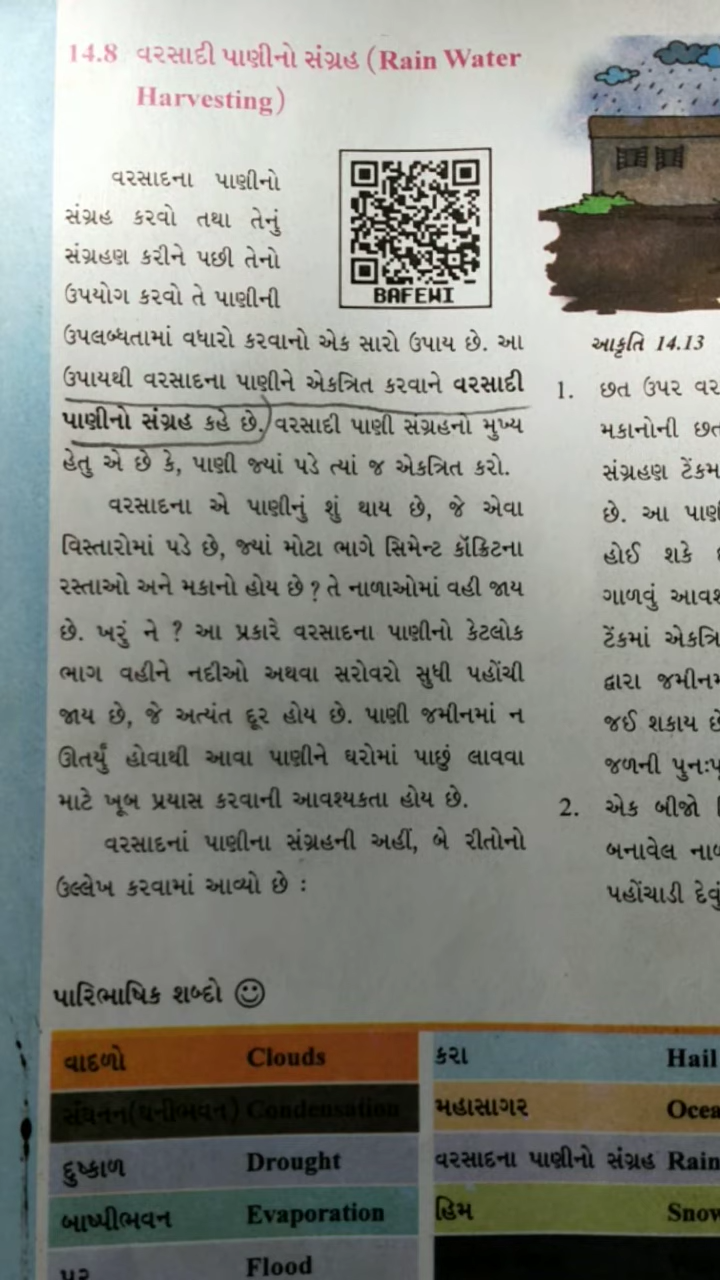 14.8 વરસાદી પાણીનો સંગ્રહ (Rain Water
Harvesting)
વરસાદના પાણીનો
સંગ્રહ કરવો તથા તેનું
સંગ્રહણ કરીને પછી તેનો
ઉપયોગ કરવો તે પાણીની
BAFEWI
ઉપલબ્ધતામાં વધારો કરવાનો એક સારો ઉપાય છે. આ
ઉપાયથી વરસાદના પાણીને એકત્રિત કરવાને વરસાદી
પાણીનો સંગ્રહ કહે છે. વરસાદી પાણી સંગ્રહનો મુખ્ય
હેતુ એ છે કે, પાણી જ્યાં પડે ત્યાં જ એકત્રિત કરો.
વરસાદના એ પાણીનું શું થાય છે, જે એવા
વિસ્તારોમાં પડે છે, જ્યાં મોટા ભાગે સિમેન્ટ કૉંક્રિટના
રસ્તાઓ અને મકાનો હોય છે ? તે નાળાઓમાં વહી જાય
છે. ખરું ને ? આ પ્રકારે વરસાદના પાણીનો કેટલોક
ભાગ વહીને નદીઓ અથવા સરોવરો સુધી પહોંચી
જાય છે, જે અત્યંત દૂર હોય છે. પાણી જમીનમાં ન
ઊતર્યું હોવાથી આવા પાણીને ઘરોમાં પાછું લાવવા
માટે ખૂબ પ્રયાસ કરવાની આવશ્યકતા હોય છે.
વરસાદનાં પાણીના સંગ્રહની અહીં, બે રીતોનો
ઉલ્લેખ કરવામાં આવ્યો છે :
આકૃતિ 14.13
1. છત ઉપર
મકાનોની
સંગ્રહણ
છે. આ
હોઈ શકે
ગાળવું
ટેંકમાં
દ્વારા
જઈ શકાય
જળની
2. એક બીજો
બનાવેલ
પહોંચાડી
પારિભાષિક શબ્દો
વાદળો Clouds
સંઘનન(ઘનીભવન) Condensation
દુષ્કાળ Drought
બાષ્પીભવન Evaporation
પૂર Flood
કરા Hail
મહાસાગર
વરસાદના પાણીનો સંગ્રહ Rain
હિમ Snow